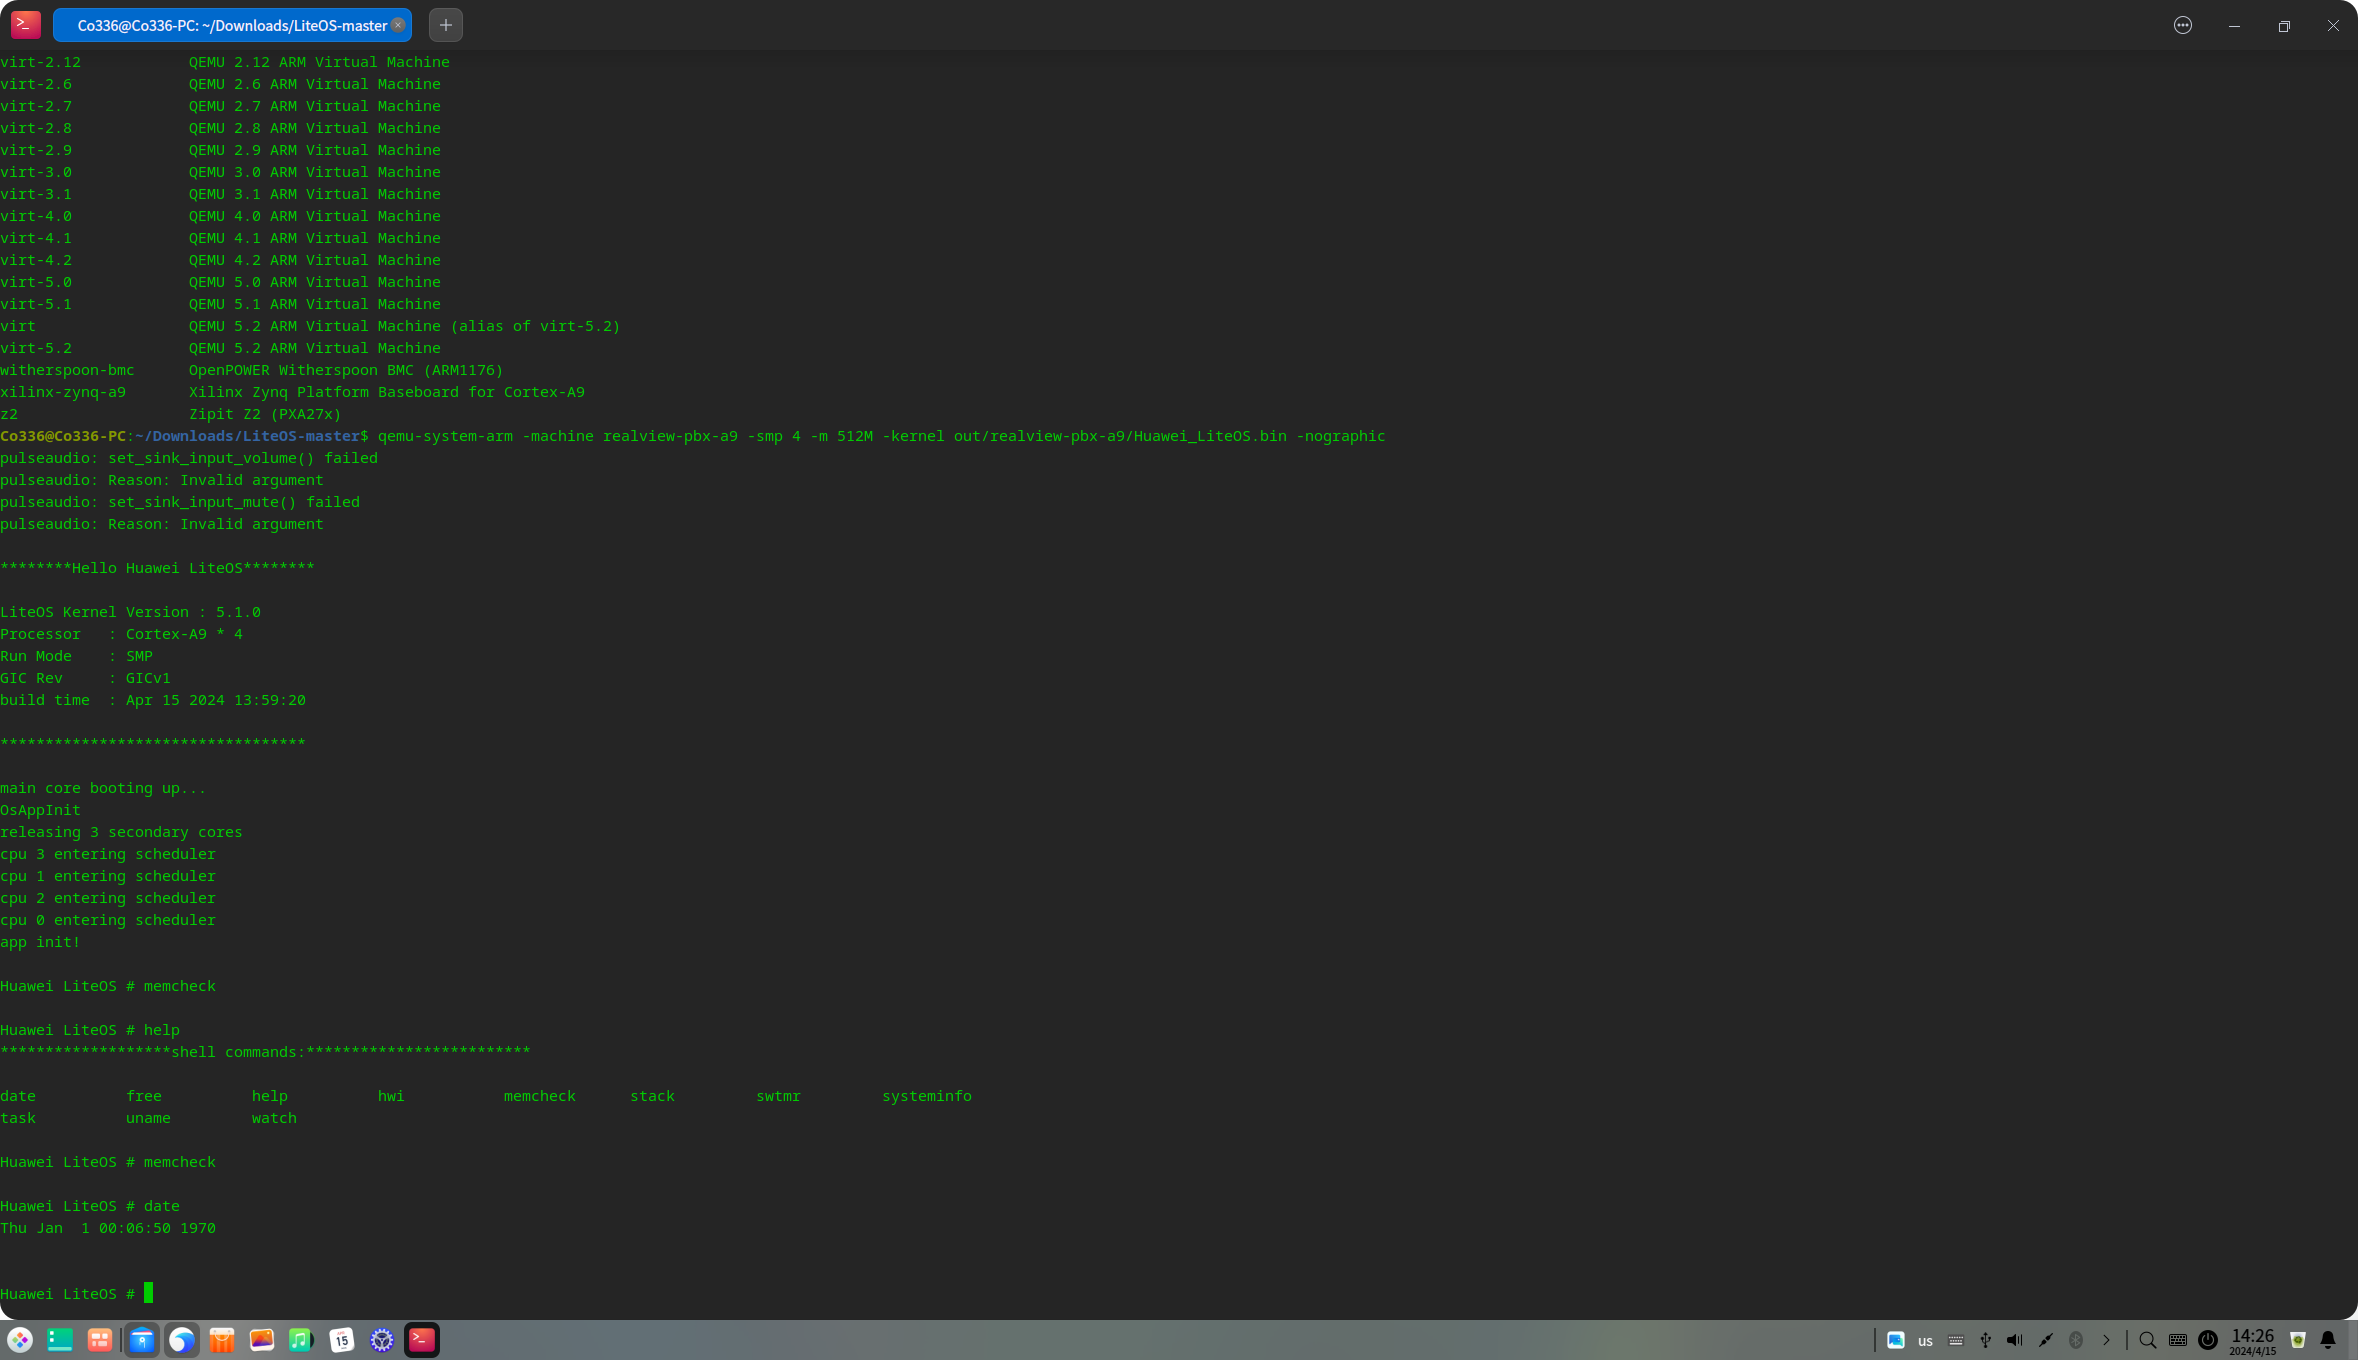 Co336@Co336-PC: ~/Downloads/LiteOS-master
virt-2.12            QEMU 2.12 ARM Virtual Machine
virt-2.6             QEMU 2.6 ARM Virtual Machine
virt-2.7             QEMU 2.7 ARM Virtual Machine
virt-2.8             QEMU 2.8 ARM Virtual Machine
virt-2.9             QEMU 2.9 ARM Virtual Machine
virt-3.0             QEMU 3.0 ARM Virtual Machine
virt-3.1             QEMU 3.1 ARM Virtual Machine
virt-4.0             QEMU 4.0 ARM Virtual Machine
virt-4.1             QEMU 4.1 ARM Virtual Machine
virt-4.2             QEMU 4.2 ARM Virtual Machine
virt-5.0             QEMU 5.0 ARM Virtual Machine
virt-5.1             QEMU 5.1 ARM Virtual Machine
virt                 QEMU 5.2 ARM Virtual Machine (alias of virt-5.2)
virt-5.2             QEMU 5.2 ARM Virtual Machine
witherspoon-bmc      OpenPOWER Witherspoon BMC (ARM1176)
xilinx-zynq-a9       Xilinx Zynq Platform Baseboard for Cortex-A9
z2                   Zipit Z2 (PXA27x)
Co336@Co336-PC:~/Downloads/LiteOS-master$ qemu-system-arm -machine realview-pbx-a9 -smp 4 -m 512M -kernel out/realview-pbx-a9/Huawei_LiteOS.bin -nographic
pulseaudio: set_sink_input_volume() failed
pulseaudio: Reason: Invalid argument
pulseaudio: set_sink_input_mute() failed
pulseaudio: Reason: Invalid argument
********Hello Huawei LiteOS********
LiteOS Kernel Version : 5.1.0
Processor   : Cortex-A9 * 4
Run Mode    : SMP
GIC Rev     : GICv1
build time  : Apr 15 2024 13:59:20
**********************************
main core booting up...
OsAppInit
releasing 3 secondary cores
cpu 3 entering scheduler
cpu 1 entering scheduler
cpu 2 entering scheduler
cpu 0 entering scheduler
app init!
Huawei LiteOS # memcheck
Huawei LiteOS # help
*******************shell commands:*************************
date          free          help          hwi           memcheck      stack         swtmr         systeminfo
task          uname         watch
Huawei LiteOS # memcheck
Huawei LiteOS # date
Thu Jan  1 00:06:50 1970
Huawei LiteOS #
15
us
14:26
2024/4/15